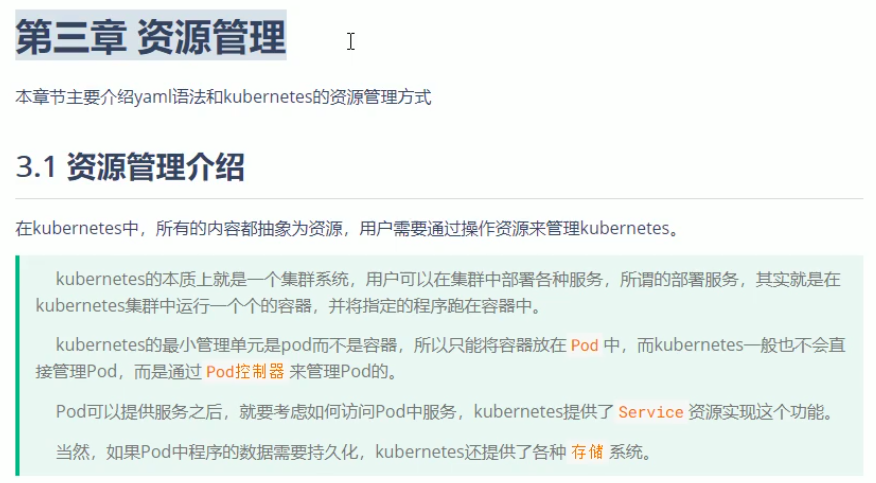 第三章 资源管理
本章节主要介绍yaml语法和kubernetes的资源管理方式
3.1 资源管理介绍
在kubernetes中，所有的内容都抽象为资源，用户需要通过操作资源来管理kubernetes。
kubernetes的本质上就是一个集群系统，用户可以在集群中部署各种服务，所谓的部署服务，其实就是在
kubernetes集群中运行一个个的容器，并将指定的程序跑在容器中。
kubernetes的最小管理单元是pod而不是容器，所以只能将容器放在 Pod 中，而kubernetes一般也不会直
接管理Pod，而是通过 Pod控制器 来管理Pod的。
Pod可以提供服务之后，就要考虑如何访问Pod中服务，kubernetes提供了 Service 资源实现这个功能。
当然，如果Pod中程序的数据需要持久化，kubernetes还提供了各种 存储 系统。